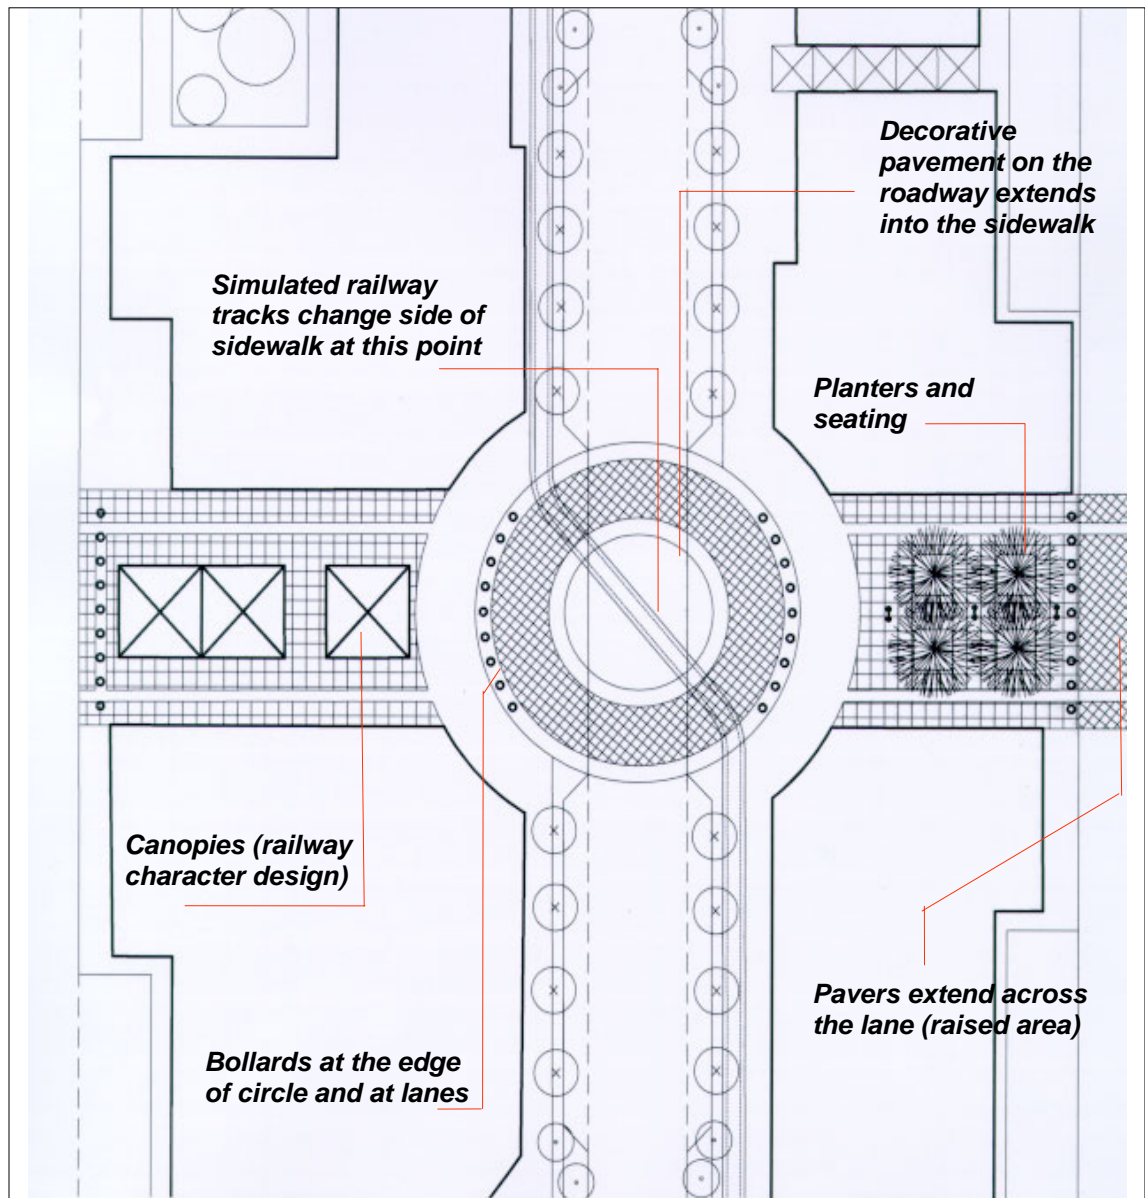 Decorative
pavement on the
roadway extends
into the sidewalk
Simulated railway
tracks change side of
sidewalk at this point
Planters and
seating
Canopies (railway
character design)
Pavers extend across
the lane (raised area)
Bollards at the edge
of circle and at lanes